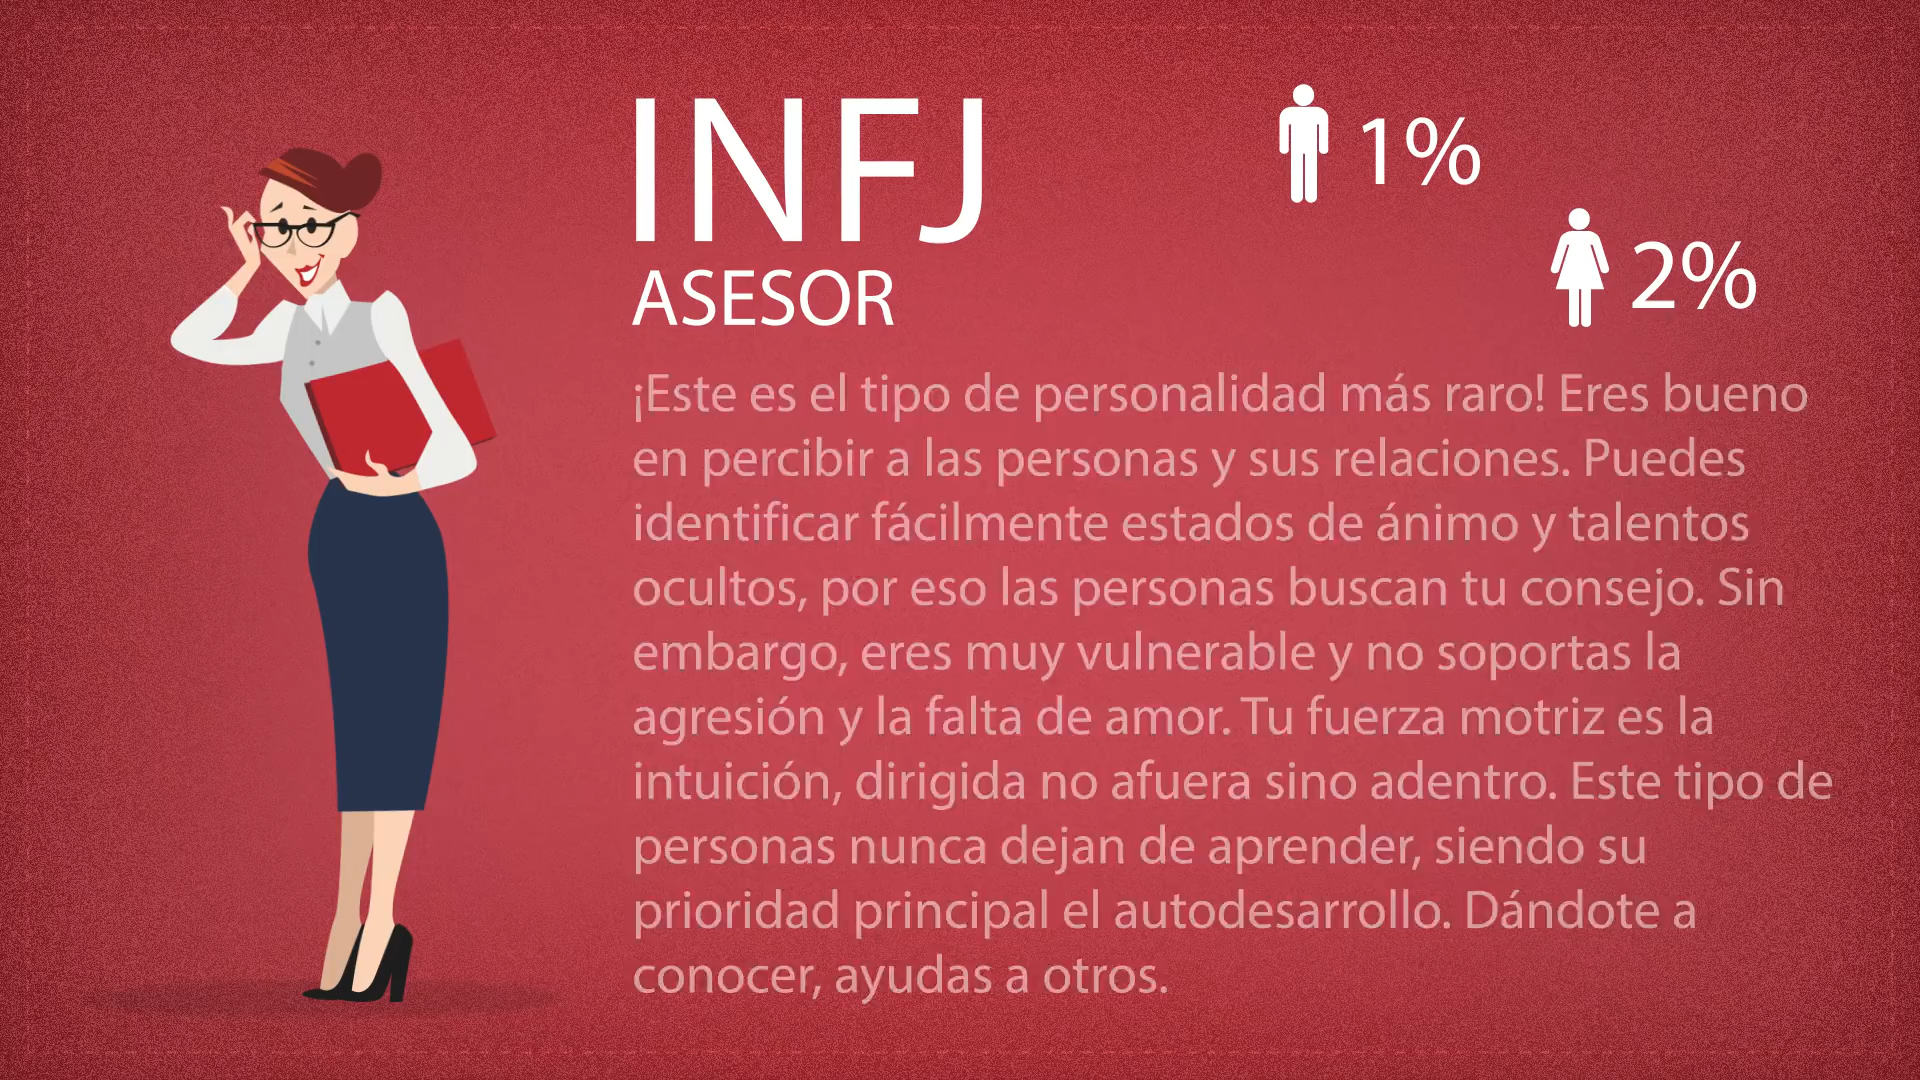 INFJ
1%
2%
ASESOR
¡Este es el tipo de personalidad más raro! Eres bueno
en percibir a las personas y sus relaciones. Puedes
identificar fácilmente estados de ánimo y talentos
ocultos, por eso las personas buscan tu consejo. Sin
embargo, eres muy vulnerable y no soportas la
agresión y la falta de amor. Tu fuerza motriz es la
intuición, dirigida no afuera sino adentro. Este tipo de
personas nunca dejan de aprender, siendo su
prioridad principal el autodesarrollo. Dándote a
conocer, ayudas a otros.